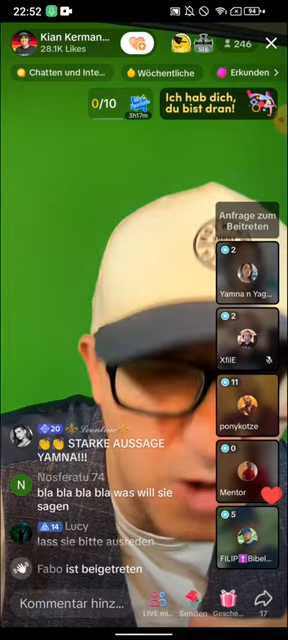 22:52
94
Kian Kerman...
28.1K Likes
246
Chatten und Inte...
Wöchentliche
Erkunden
0/10
3h17m
Ich hab dich,
du bist dran!
Anfrage zum
Beitreten
2
Yamna n Yag...
2
XfilE
11
ponykotze
0
Mentor
5
FILIP✝Bibel...
20
👏👏 STARKE AUSSAGE
YAMNA!!!
N
Nosferatu 74
bla bla bla bla was will sie
sagen
14 Lucy
lass sie bitte ausreden
Fabo ist beigetreten
Kommentar hinz...
LIVE mi...
Senden
Gesche...
17